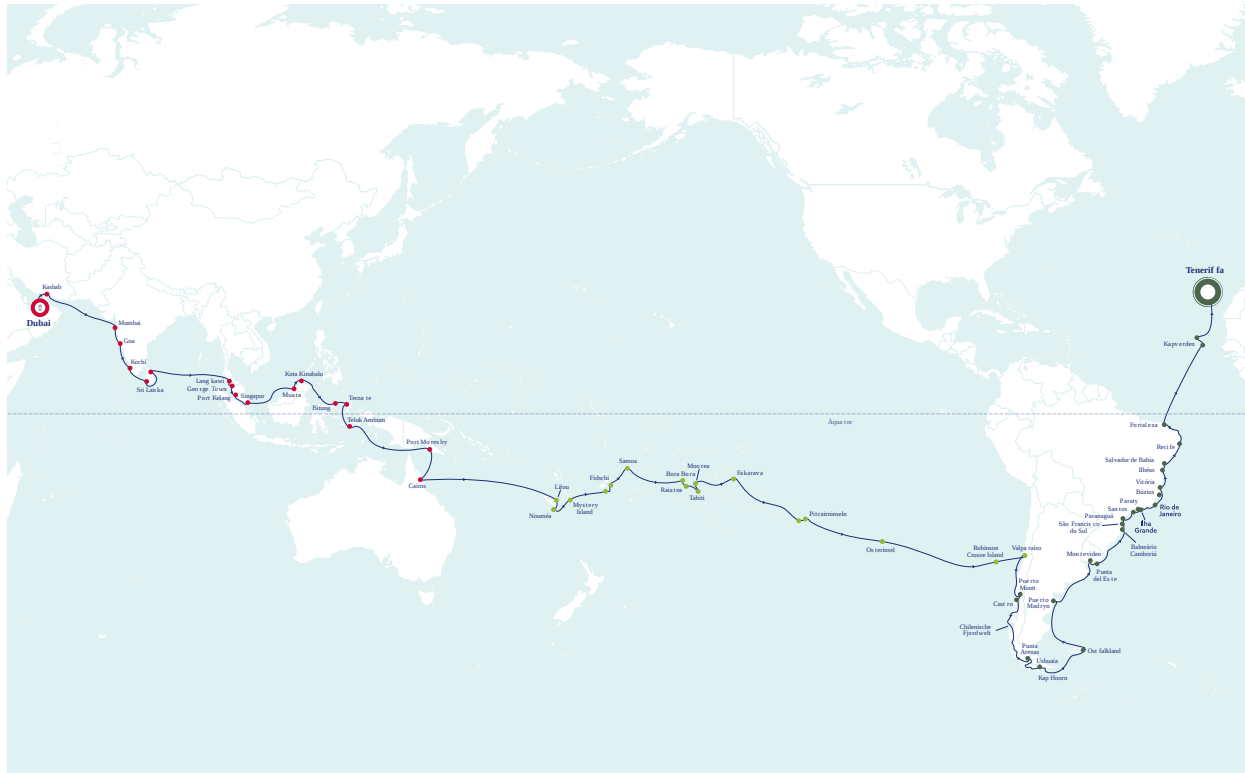 Kashab
Dubai
Mumbai
Goa
Kochi
Sri Lanka
Langkawi
George Town
Port Kelang
Singapur
Kota Kinabalu
Muara
Bitung
Ternate
Teluk Ambon
Port Moresby
Cairns
Äquator
Lifou
Nouméa
Mystery
Island
Fidschi
Samoa
Bora Bora
Moorea
Raiatea
Tahiti
Fakarava
Pitcairninseln
Osterinsel
Robinson
Crusoe Island
Valparaiso
Puerto
Montt
Castro
Chilenische
Fjordwelt
Punta
Arenas
Ushuaia
Kap Hoorn
Ostfalkland
Puerto
Madryn
Montevideo
Punta
del Este
Balneário
Camboriú
São Francisco
do Sul
Paranaguá
Santos
Paraty
Ilha
Grande
Rio de
Janeiro
Búzios
Vitória
Ilhéus
Salvador de Bahia
Recife
Fortaleza
Kapverden
Teneriffa